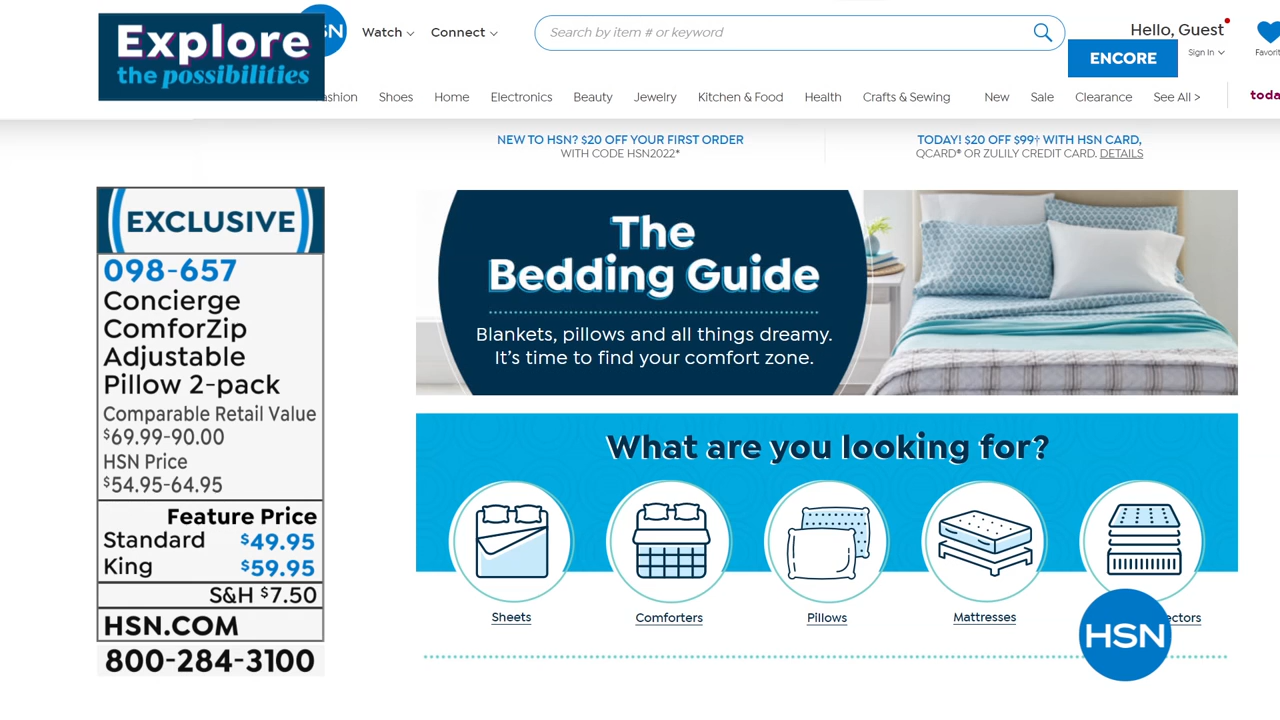 Explore
the possibilities
SN
Watch
Connect
Search by item # or keyword
Hello, Guest
Sign In
ENCORE
Favorit
ashion
Shoes
Home
Electronics
Beauty
Jewelry
Kitchen & Food
Health
Crafts & Sewing
New
Sale
Clearance
See All >
toda
NEW TO HSN? $20 OFF YOUR FIRST ORDER
WITH CODE HSN2022*
TODAY! $20 OFF $99† WITH HSN CARD,
QCARD® OR ZULILY CREDIT CARD. DETAILS
EXCLUSIVE
098-657
Concierge
ComforZip
Adjustable
Pillow 2-pack
Comparable Retail Value
$69.99-90.00
HSN Price
$54.95-64.95
Feature Price
Standard $49.95
King $59.95
S&H $7.50
HSN.COM
800-284-3100
The
Bedding Guide
Blankets, pillows and all things dreamy.
It's time to find your comfort zone.
What are you looking for?
Sheets
Comforters
Pillows
Mattresses
ectors
HSN